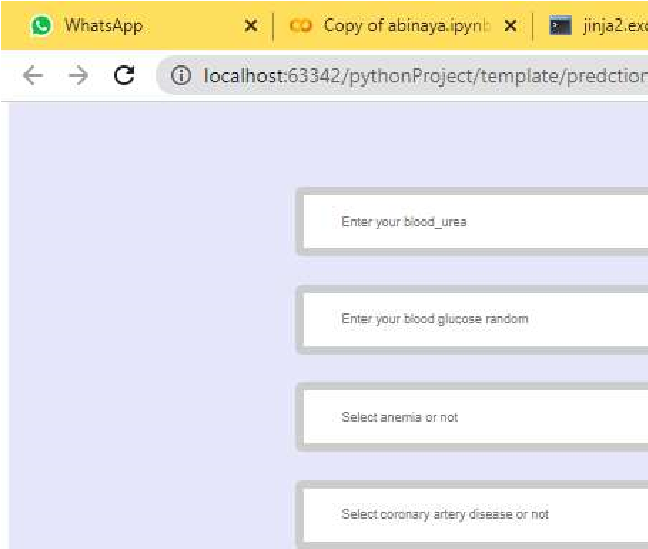 WhatsApp
Copy of abinaya.ipynb
jinja2.exc
localhost:63342/pythonProject/template/predction
Enter your blood_urea
Enter your blood glucose random
Select anemia or not
Select coronary artery disease or not